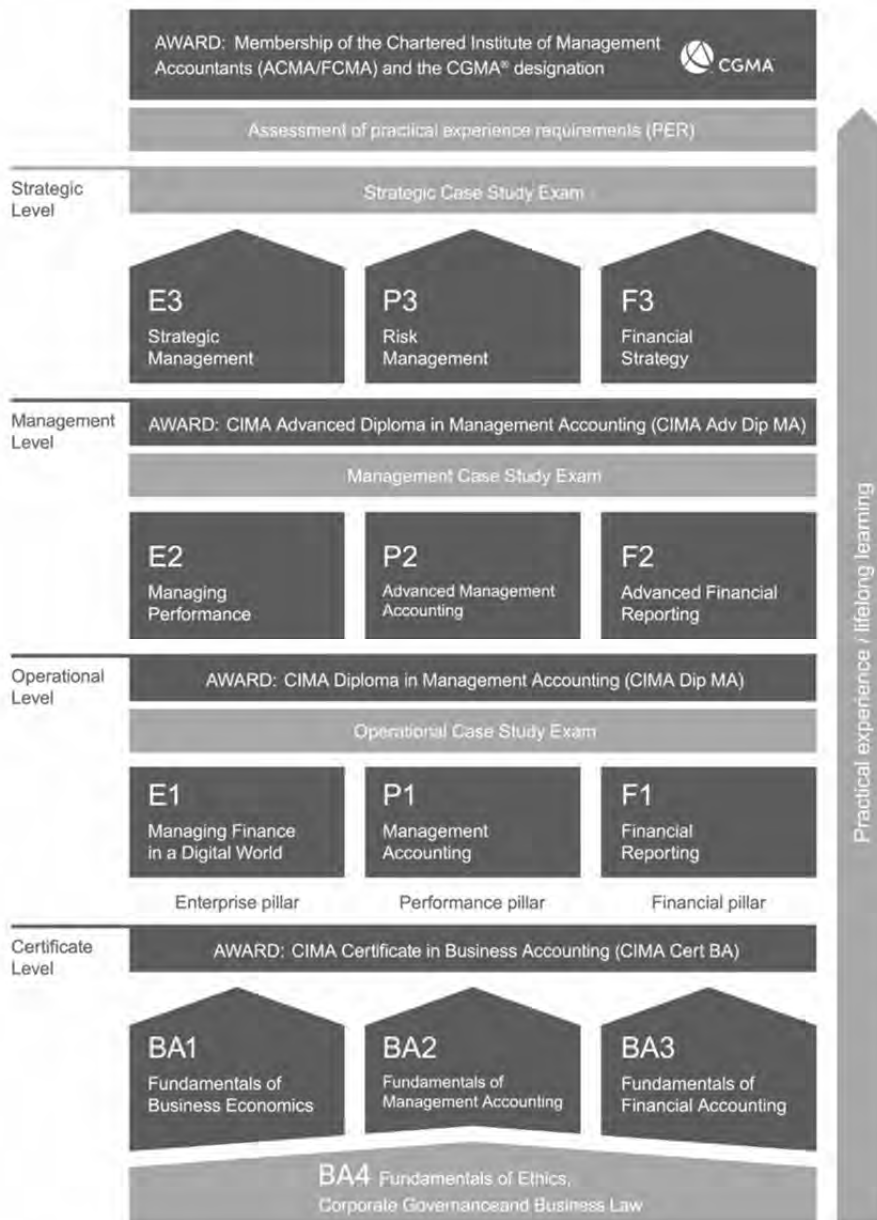 AWARD: Membership of the Chartered Institute of Management
Accountants (ACMA/FCMA) and the CGMA® designation
CGMA
Assessment of practical experience requirements (PER)
Strategic
Level
Strategic Case Study Exam
E3
Strategic
Management
P3
Risk
Management
F3
Financial
Strategy
Management
Level
AWARD: CIMA Advanced Diploma in Management Accounting (CIMA Adv Dip MA)
Management Case Study Exam
E2
Managing
Performance
P2
Advanced Management
Accounting
F2
Advanced Financial
Reporting
Operational
Level
AWARD: CIMA Diploma in Management Accounting (CIMA Dip MA)
Operational Case Study Exam
E1
Managing Finance
in a Digital World
P1
Management
Accounting
F1
Financial
Reporting
Enterprise pillar
Performance pillar
Financial pillar
Certificate
Level
AWARD: CIMA Certificate in Business Accounting (CIMA Cert BA)
BA1
Fundamentals of
Business Economics
BA2
Fundamentals of
Management Accounting
BA3
Fundamentals of
Financial Accounting
BA4 Fundamentals of Ethics,
Corporate Governanceand Business Law
Practical experience / lifelong learning